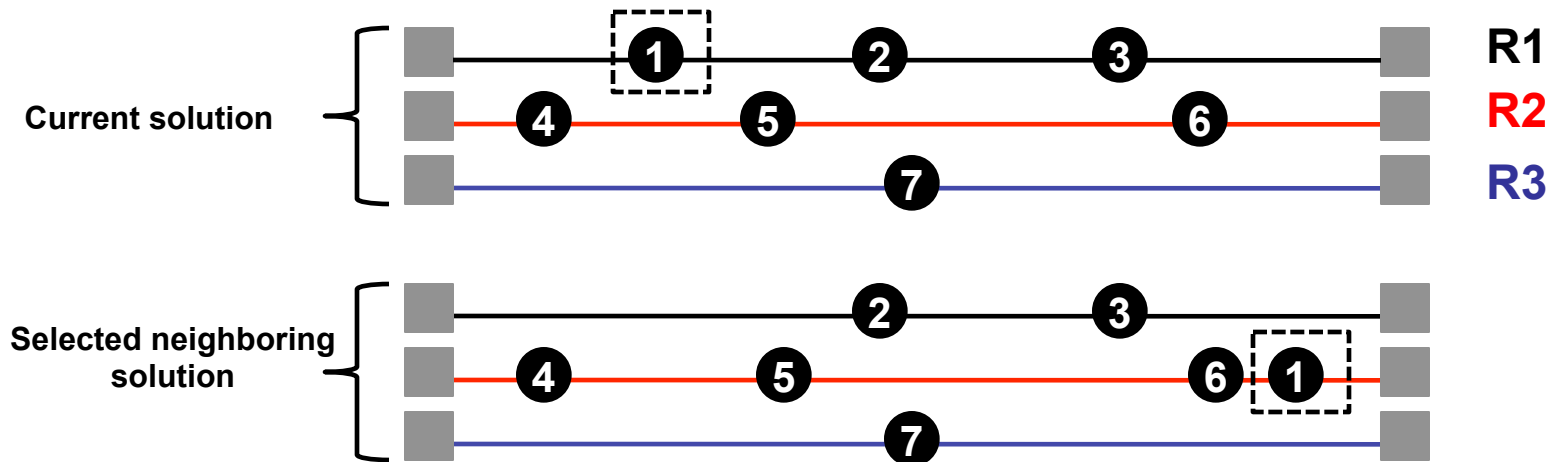 1 2 3 R1
Current solution 4 5 6 R2
7 R3
2 3
Selected neighboring
solution 4 5 6 1
7